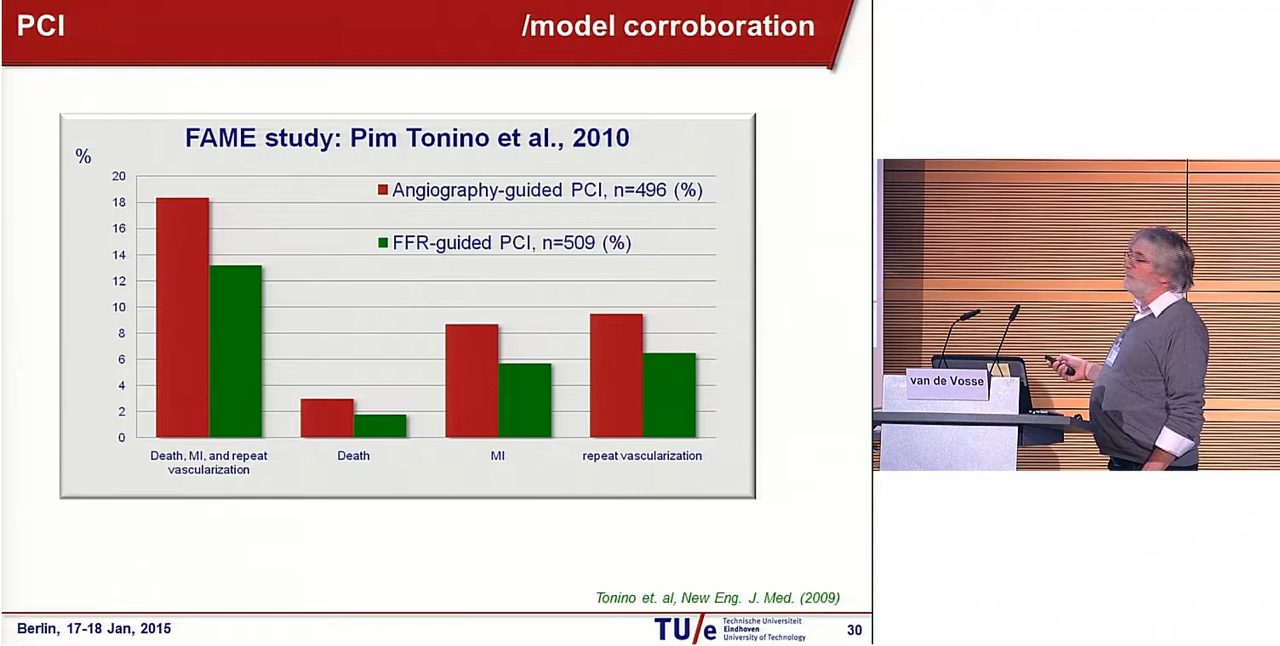 PCI
/model corroboration
FAME study: Pim Tonino et al., 2010
%
20
18
16
14
12
10
8
6
4
2
0
Angiography-guided PCI, n=496 (%)
FFR-guided PCI, n=509 (%)
Death, MI, and repeat
vascularization
Death
MI
repeat vascularization
van de Vosse
Tonino et. al, New Eng. J. Med. (2009)
Berlin, 17-18 Jan, 2015
TU/e
Technische Universiteit
Eindhoven
University of Technology
30